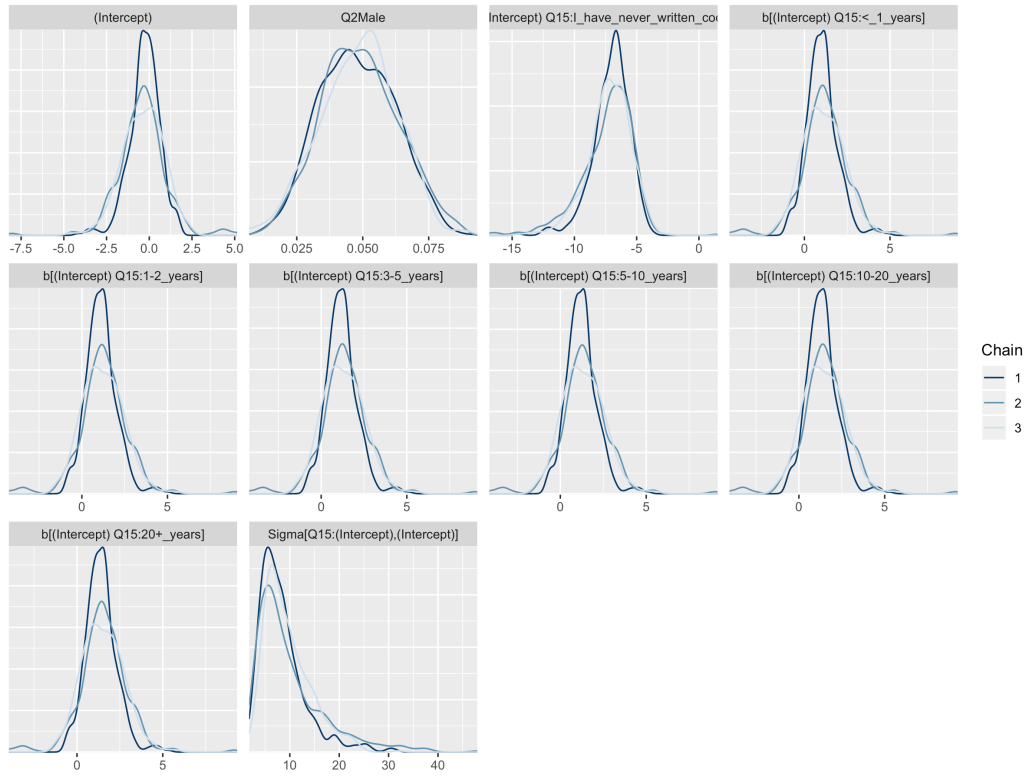 (Intercept)
Q2Male
Intercept) Q15:I_have_never_written_coc
b[(Intercept) Q15:<_1_years]
-7.5 -5.0 -2.5 0.0 2.5 5.0
0.025 0.050 0.075
-15 -10 -5 0
0 5
b[(Intercept) Q15:1-2_years]
b[(Intercept) Q15:3-5_years]
b[(Intercept) Q15:5-10_years]
b[(Intercept) Q15:10-20_years]
0 5
0 5
0 5
0 5
Chain
1
2
3
b[(Intercept) Q15:20+_years]
Sigma[Q15:(Intercept),(Intercept)]
0 5
10 20 30 40